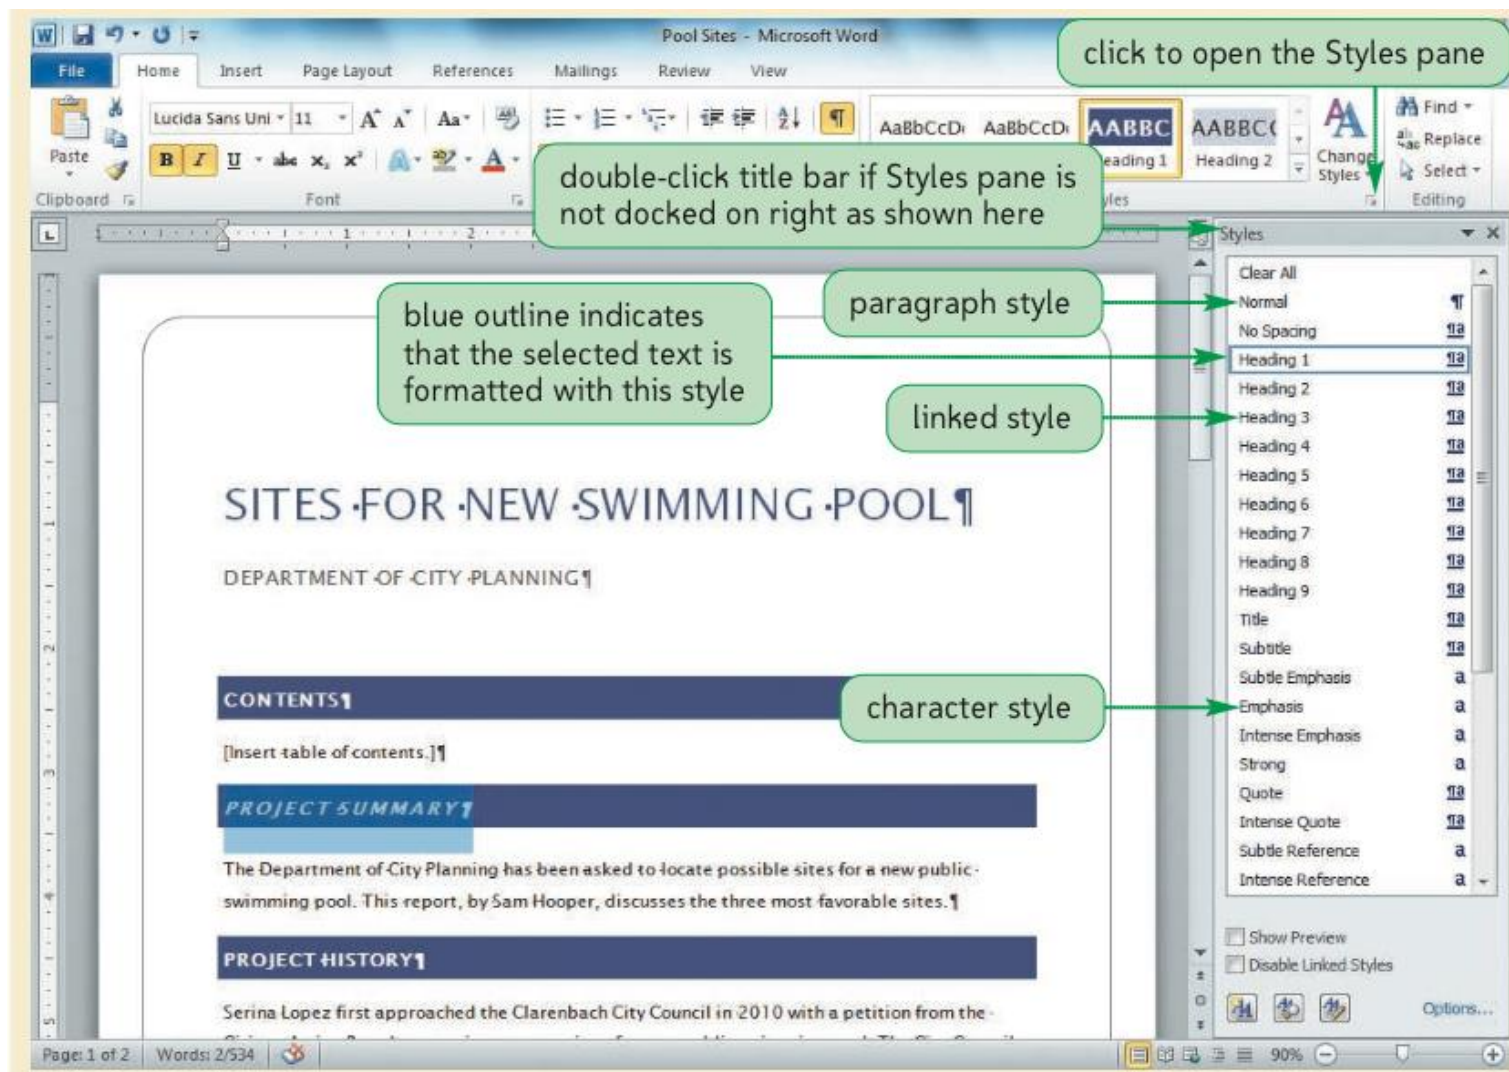 Pool Sites - Microsoft Word
click to open the Styles pane
File Home Insert Page Layout References Mailings Review View
Lucida Sans Uni 11 A A Aa
AaBbCcD AaBbCcD AABBC AABBC
Find
Replace
Select
Editing
Paste
B I U abc x₂ x² A
eading 1 Heading 2
Change
Styles
Clipboard Font
double-click title bar if Styles pane is
not docked on right as shown here
Styles
Clear All
Normal ¶
No Spacing ¶a
Heading 1 ¶a
Heading 2 ¶a
Heading 3 ¶a
Heading 4 ¶a
Heading 5 ¶a
Heading 6 ¶a
Heading 7 ¶a
Heading 8 ¶a
Heading 9 ¶a
Title ¶a
Subtitle ¶a
Subtle Emphasis a
Emphasis a
Intense Emphasis a
Strong a
Quote ¶a
Intense Quote ¶a
Subtle Reference a
Intense Reference a
Show Preview
Disable Linked Styles
Options...
paragraph style
blue outline indicates
that the selected text is
formatted with this style
linked style
character style
SITES·FOR·NEW·SWIMMING·POOL¶
DEPARTMENT·OF·CITY·PLANNING¶
CONTENTS¶
[Insert·table·of·contents.]¶
PROJECT·SUMMARY¶
The·Department·of·City·Planning·has·been·asked·to·locate·possible·sites·for·a·new·public·
swimming·pool.·This·report,·by·Sam·Hooper,·discusses·the·three·most·favorable·sites.¶
PROJECT·HISTORY¶
Serina·Lopez·first·approached·the·Clarenbach·City·Council·in·2010·with·a·petition·from·the·
Page: 1 of 2 Words: 2/534 90%